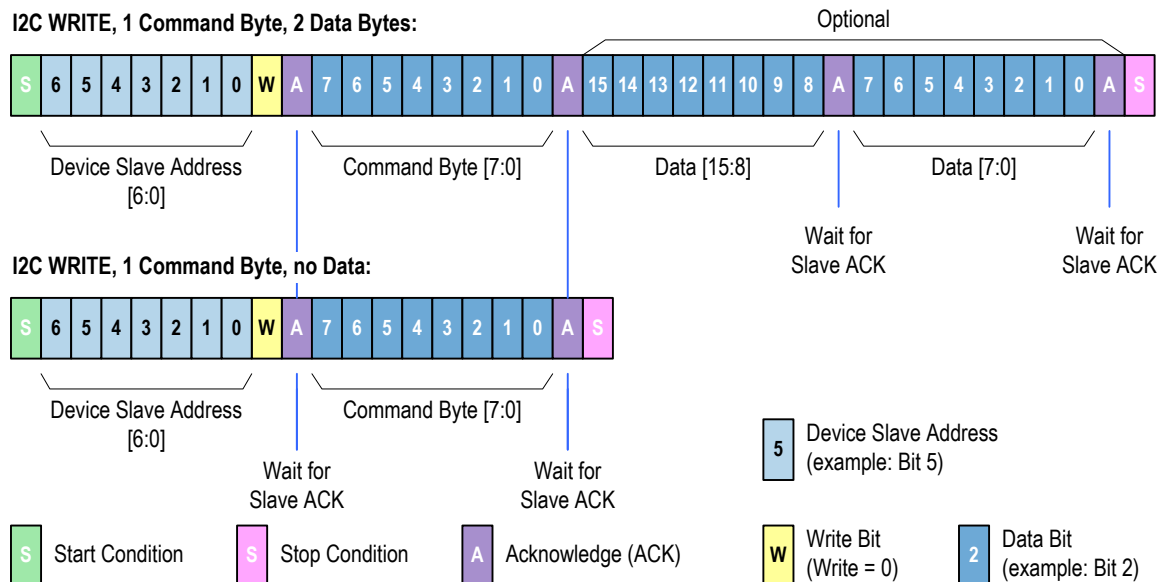 I2C WRITE, 1 Command Byte, 2 Data Bytes:
Optional
S 6 5 4 3 2 1 0 W A 7 6 5 4 3 2 1 0 A 15 14 13 12 11 10 9 8 A 7 6 5 4 3 2 1 0 A S
Device Slave Address
[6:0]
Command Byte [7:0]
Data [15:8]
Data [7:0]
Wait for
Slave ACK
Wait for
Slave ACK
I2C WRITE, 1 Command Byte, no Data:
S 6 5 4 3 2 1 0 W A 7 6 5 4 3 2 1 0 A S
Device Slave Address
[6:0]
Command Byte [7:0]
Wait for
Slave ACK
Wait for
Slave ACK
5 Device Slave Address
(example: Bit 5)
S Start Condition
S Stop Condition
A Acknowledge (ACK)
W Write Bit
(Write = 0)
2 Data Bit
(example: Bit 2)